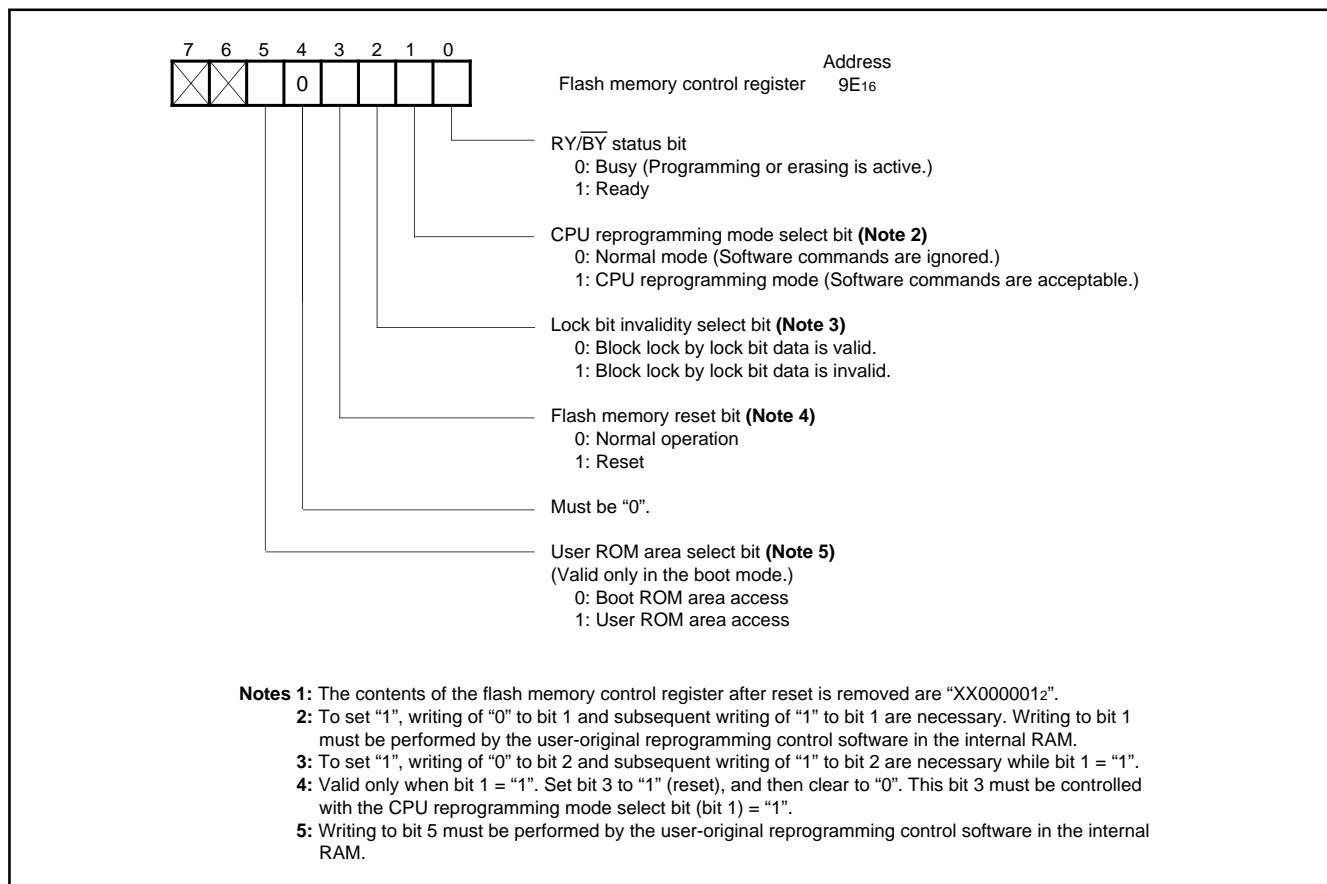 7 6 5 4 3 2 1 0
Address
0
Flash memory control register 9E16
RY/BY status bit
0: Busy (Programming or erasing is active.)
1: Ready
CPU reprogramming mode select bit (Note 2)
0: Normal mode (Software commands are ignored.)
1: CPU reprogramming mode (Software commands are acceptable.)
Lock bit invalidity select bit (Note 3)
0: Block lock by lock bit data is valid.
1: Block lock by lock bit data is invalid.
Flash memory reset bit (Note 4)
0: Normal operation
1: Reset
Must be “0”.
User ROM area select bit (Note 5)
(Valid only in the boot mode.)
0: Boot ROM area access
1: User ROM area access
Notes 1: The contents of the flash memory control register after reset is removed are “XX0000012”.
2: To set “1”, writing of “0” to bit 1 and subsequent writing of “1” to bit 1 are necessary. Writing to bit 1
must be performed by the user-original reprogramming control software in the internal RAM.
3: To set “1”, writing of “0” to bit 2 and subsequent writing of “1” to bit 2 are necessary while bit 1 = “1”.
4: Valid only when bit 1 = “1”. Set bit 3 to “1” (reset), and then clear to “0”. This bit 3 must be controlled
with the CPU reprogramming mode select bit (bit 1) = “1”.
5: Writing to bit 5 must be performed by the user-original reprogramming control software in the internal
RAM.